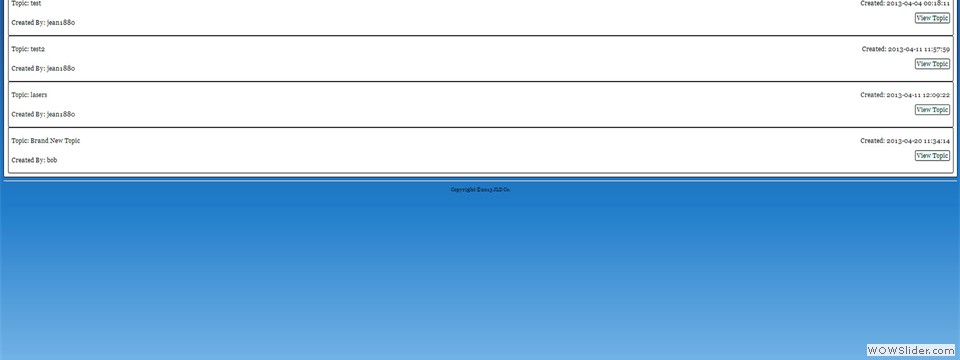 Topic: test
Created: 2013-04-04 00:18:11
Created By: jean1880
View Topic
Topic: test2
Created: 2013-04-11 11:57:59
Created By: jean1880
View Topic
Topic: lasers
Created: 2013-04-11 12:09:22
Created By: jean1880
View Topic
Topic: Brand New Topic
Created: 2013-04-20 11:34:14
Created By: bob
View Topic
Copyright © 2013 JLD Co.
WOWSlider.com